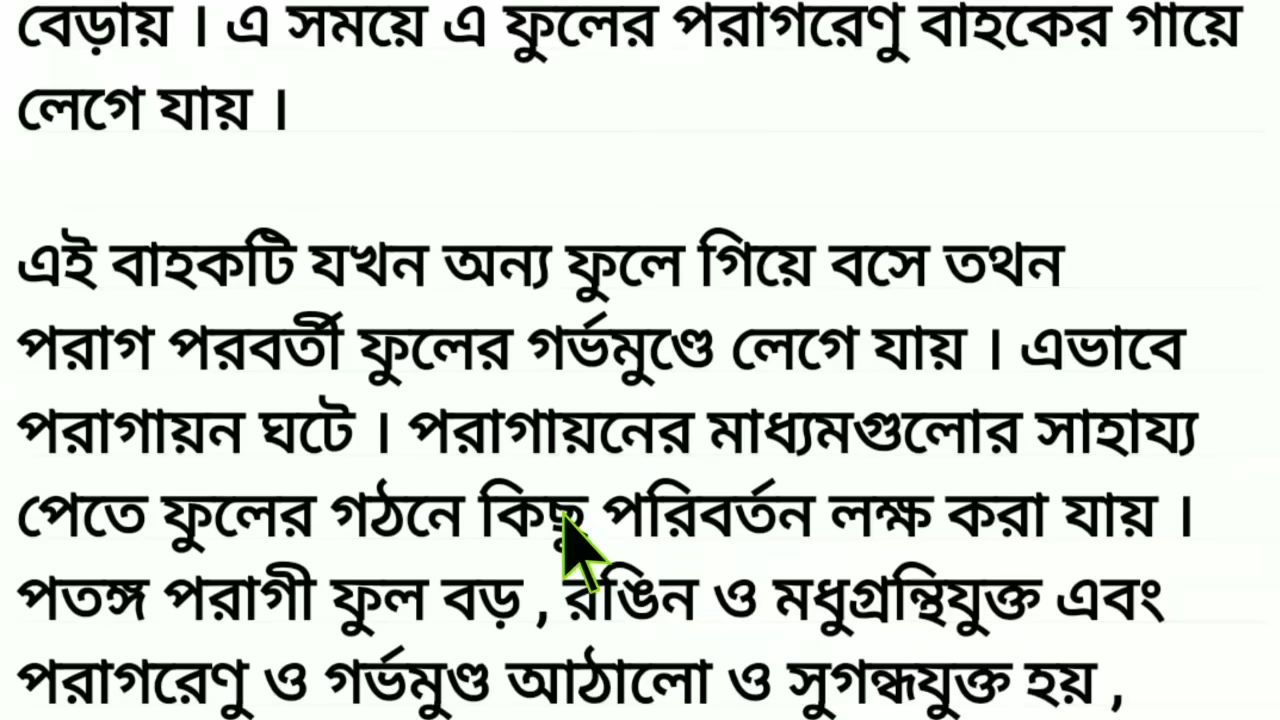 বেড়ায় । এ সময়ে এ ফুলের পরাগরেণু বাহকের গায়ে
লেগে যায় ।
এই বাহকটি যখন অন্য ফুলে গিয়ে বসে তথন
পরাগ পরবর্তী ফুলের গর্ভমুণ্ডে লেগে যায় । এভাবে
পরাগায়ন ঘটে । পরাগায়নের মাধ্যমগুলোর সাহায্য
পেতে ফুলের গঠনে কিছু পরিবর্তন লক্ষ করা যায় ।
পতঙ্গ পরাগী ফুল বড় , রঙিন ও মধুগ্রন্থিযুক্ত এবং
পরাগরেণু ও গর্ভমুণ্ড আঠালো ও সুগন্ধযুক্ত হয় ,